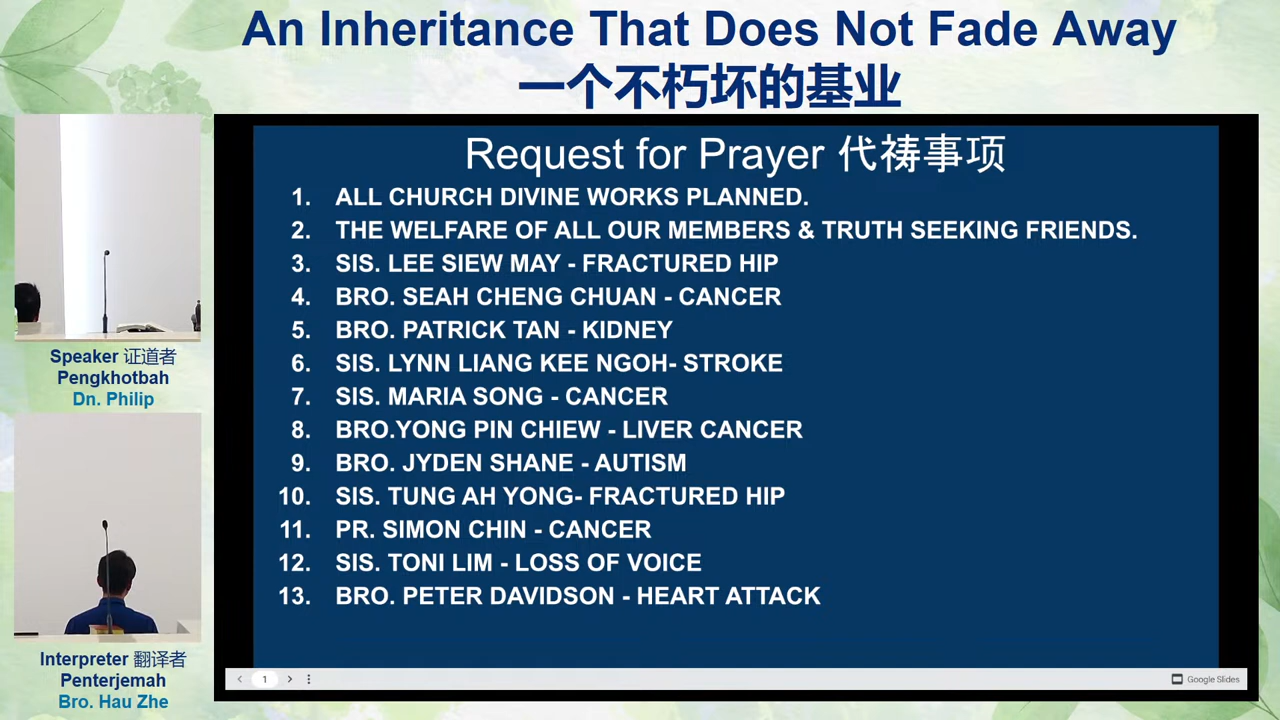 An Inheritance That Does Not Fade Away
一个不朽坏的基业
Request for Prayer 代祷事项
1. ALL CHURCH DIVINE WORKS PLANNED.
2. THE WELFARE OF ALL OUR MEMBERS & TRUTH SEEKING FRIENDS.
3. SIS. LEE SIEW MAY - FRACTURED HIP
4. BRO. SEAH CHENG CHUAN - CANCER
5. BRO. PATRICK TAN - KIDNEY
6. SIS. LYNN LIANG KEE NGOH- STROKE
7. SIS. MARIA SONG - CANCER
8. BRO.YONG PIN CHIEW - LIVER CANCER
9. BRO. JYDEN SHANE - AUTISM
10. SIS. TUNG AH YONG- FRACTURED HIP
11. PR. SIMON CHIN - CANCER
12. SIS. TONI LIM - LOSS OF VOICE
13. BRO. PETER DAVIDSON - HEART ATTACK
1
Google Slides
Speaker 证道者
Pengkhotbah
Dn. Philip
Interpreter 翻译者
Penterjemah
Bro. Hau Zhe